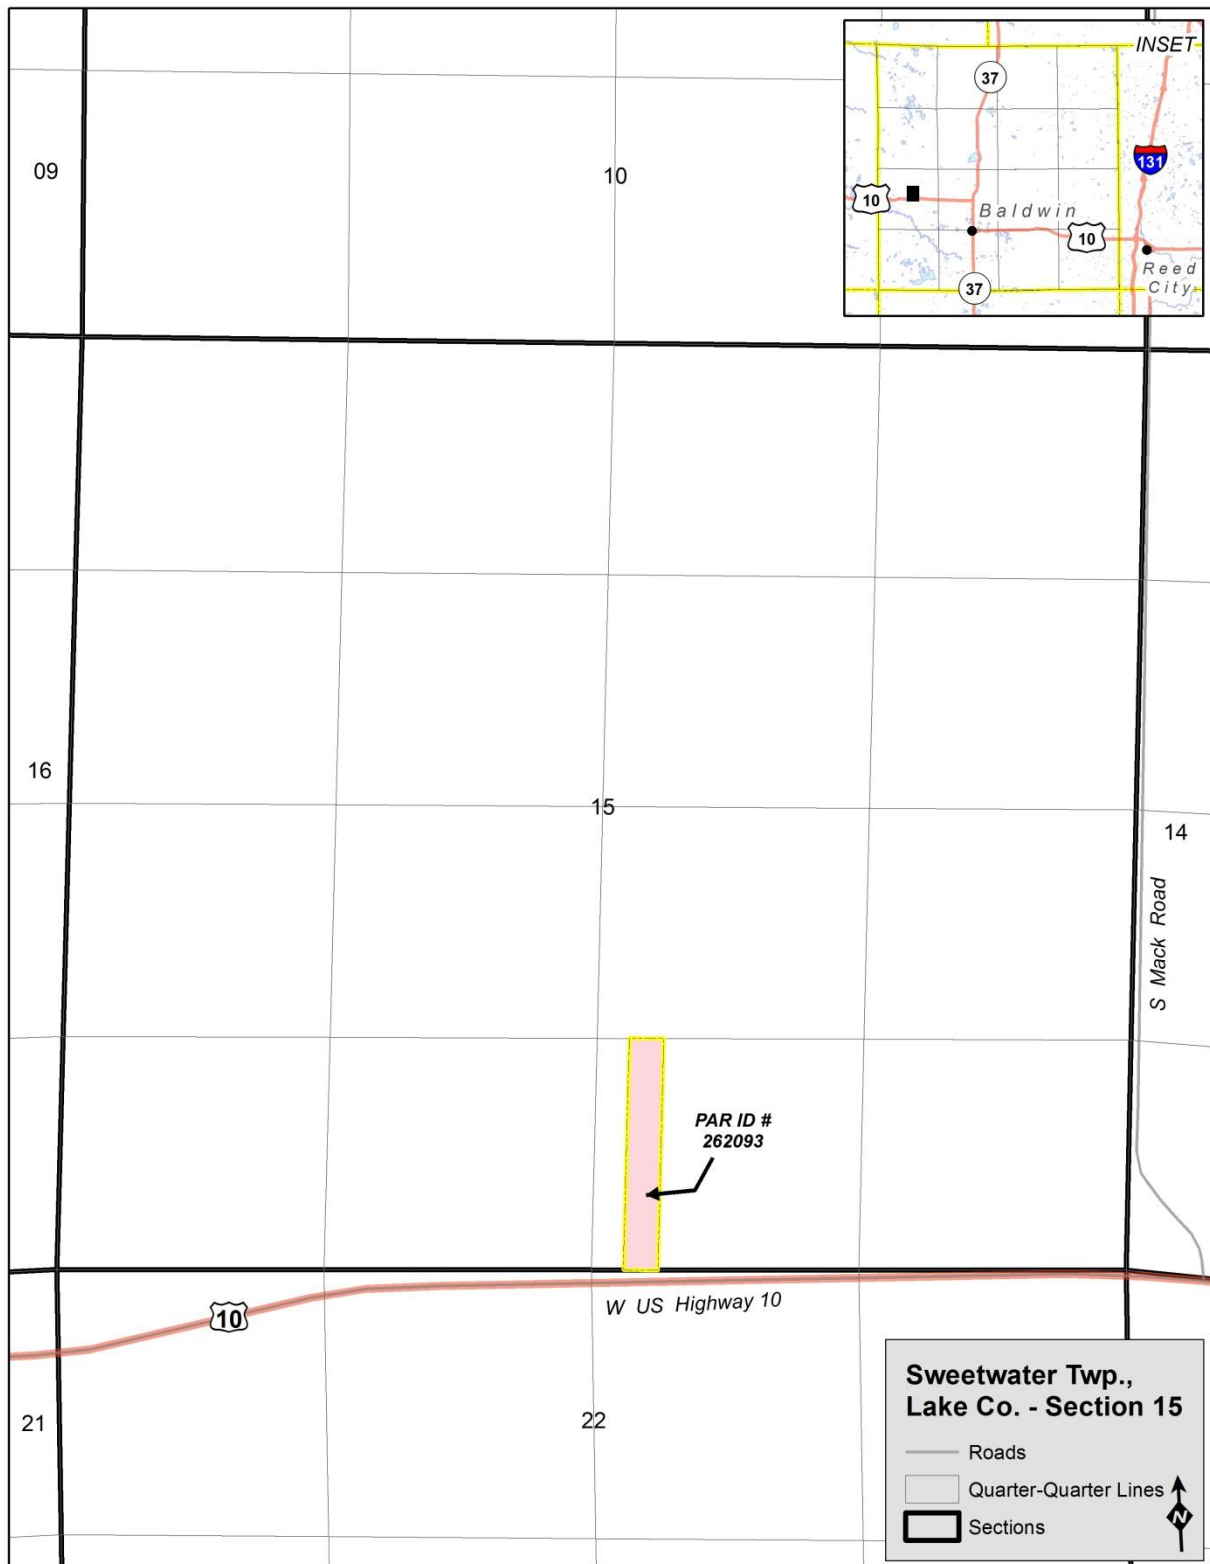 INSET
37
131
10
Baldwin
10
Reed
City
37
09
10
16
15
14
S Mack Road
PAR ID #
262093
W US Highway 10
10
21
22
Sweetwater Twp.,
Lake Co. - Section 15
Roads
Quarter-Quarter Lines
Sections
N